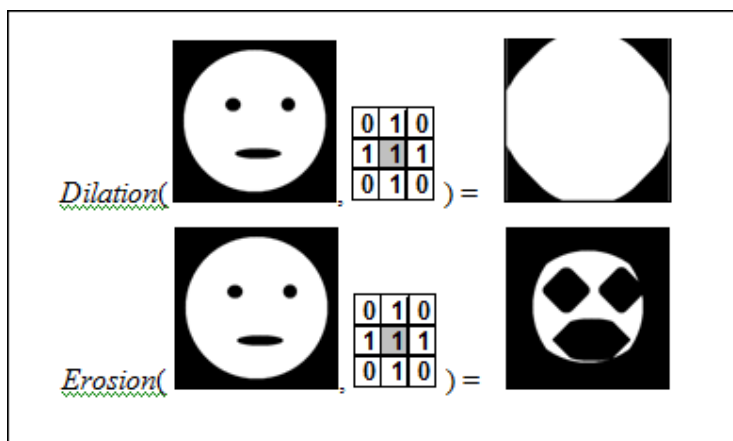 0 1 0
1 1 1
Dilation( , 0 1 0 ) =
0 1 0
1 1 1
Erosion( , 0 1 0 ) =